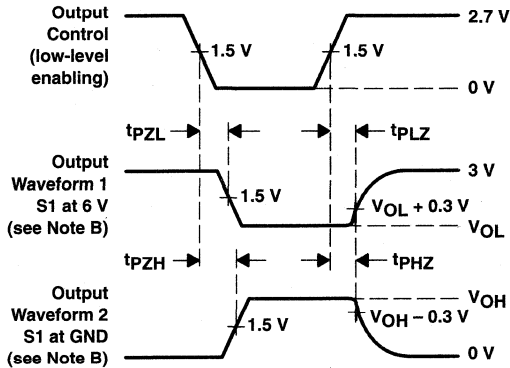 Output
Control
(low-level
enabling)
2.7 V
1.5 V
1.5 V
0 V
tPZL
tPLZ
Output
Waveform 1
S1 at 6 V
(see Note B)
3 V
1.5 V
VOL + 0.3 V
VOL
tPZH
tPHZ
Output
Waveform 2
S1 at GND
(see Note B)
VOH
1.5 V
VOH − 0.3 V
0 V